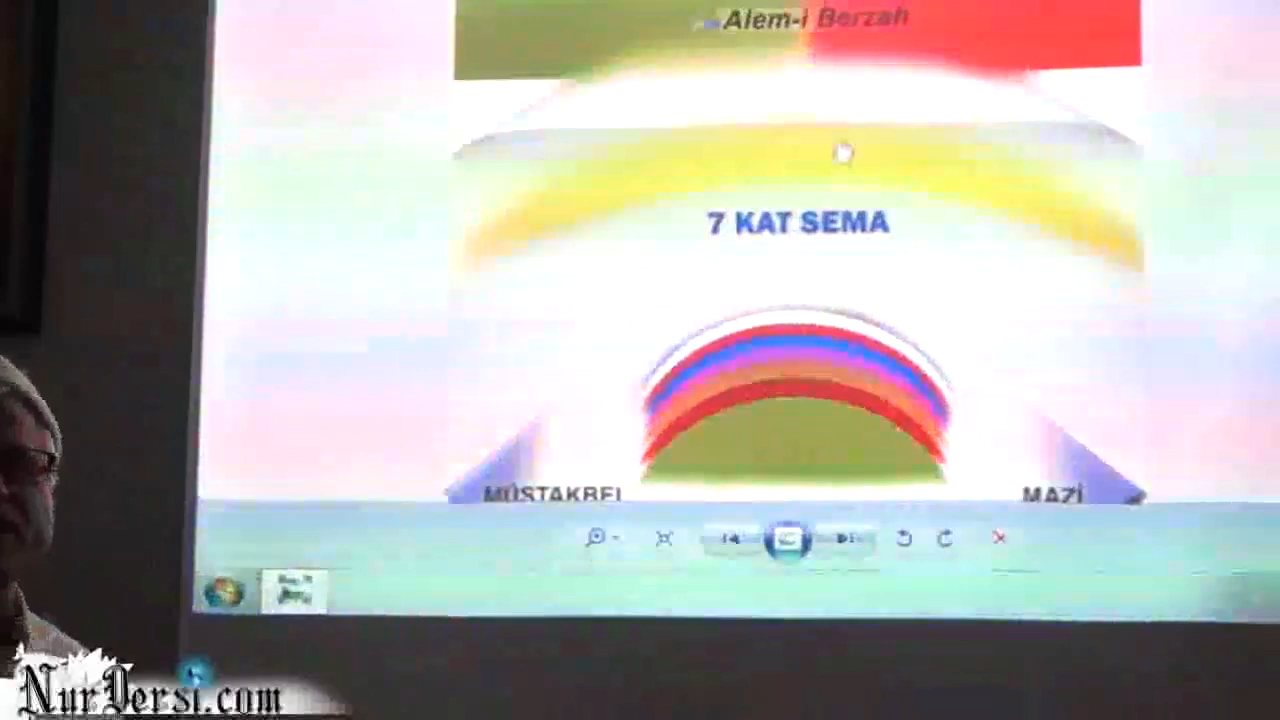 Alem-i Berzah
7 KAT SEMA
MÜSTAKBEL
MAZİ
NurDersi.com